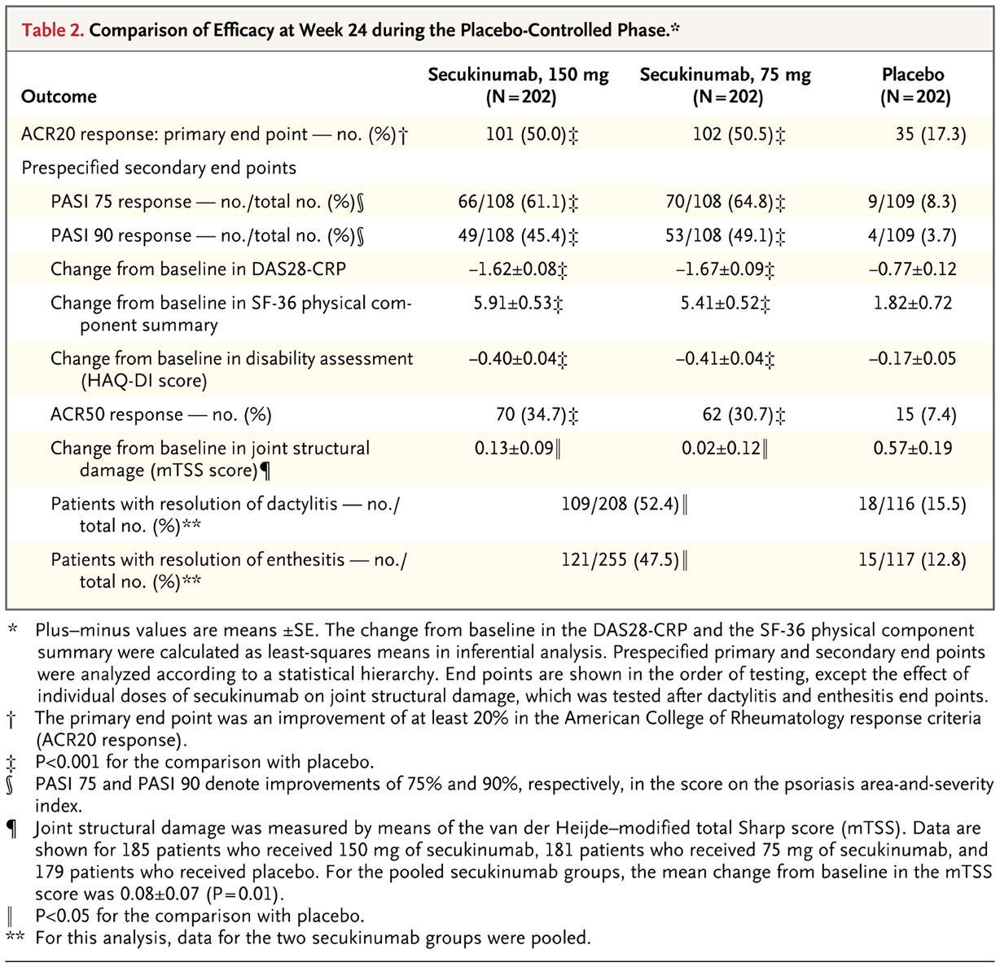 Table 2. Comparison of Efficacy at Week 24 during the Placebo-Controlled Phase.*
Outcome Secukinumab, 150 mg (N=202) Secukinumab, 75 mg (N=202) Placebo (N=202)
ACR20 response: primary end point — no. (%)† 101 (50.0)‡ 102 (50.5)‡ 35 (17.3)
Prespecified secondary end points
PASI 75 response — no./total no. (%)§ 66/108 (61.1)‡ 70/108 (64.8)‡ 9/109 (8.3)
PASI 90 response — no./total no. (%)§ 49/108 (45.4)‡ 53/108 (49.1)‡ 4/109 (3.7)
Change from baseline in DAS28-CRP –1.62±0.08‡ –1.67±0.09‡ –0.77±0.12
Change from baseline in SF-36 physical com- 5.91±0.53‡ 5.41±0.52‡ 1.82±0.72
ponent summary
Change from baseline in disability assessment –0.40±0.04‡ –0.41±0.04‡ –0.17±0.05
(HAQ-DI score)
ACR50 response — no. (%) 70 (34.7)‡ 62 (30.7)‡ 15 (7.4)
Change from baseline in joint structural 0.13±0.09‖ 0.02±0.12‖ 0.57±0.19
damage (mTSS score)¶
Patients with resolution of dactylitis — no./ 109/208 (52.4)‖ 18/116 (15.5)
total no. (%)**
Patients with resolution of enthesitis — no./ 121/255 (47.5)‖ 15/117 (12.8)
total no. (%)**
* Plus–minus values are means ±SE. The change from baseline in the DAS28-CRP and the SF-36 physical component
summary were calculated as least-squares means in inferential analysis. Prespecified primary and secondary end points
were analyzed according to a statistical hierarchy. End points are shown in the order of testing, except the effect of
individual doses of secukinumab on joint structural damage, which was tested after dactylitis and enthesitis end points.
† The primary end point was an improvement of at least 20% in the American College of Rheumatology response criteria
(ACR20 response).
‡ P<0.001 for the comparison with placebo.
§ PASI 75 and PASI 90 denote improvements of 75% and 90%, respectively, in the score on the psoriasis area-and-severity
index.
¶ Joint structural damage was measured by means of the van der Heijde–modified total Sharp score (mTSS). Data are
shown for 185 patients who received 150 mg of secukinumab, 181 patients who received 75 mg of secukinumab, and
179 patients who received placebo. For the pooled secukinumab groups, the mean change from baseline in the mTSS
score was 0.08±0.07 (P=0.01).
‖ P<0.05 for the comparison with placebo.
** For this analysis, data for the two secukinumab groups were pooled.